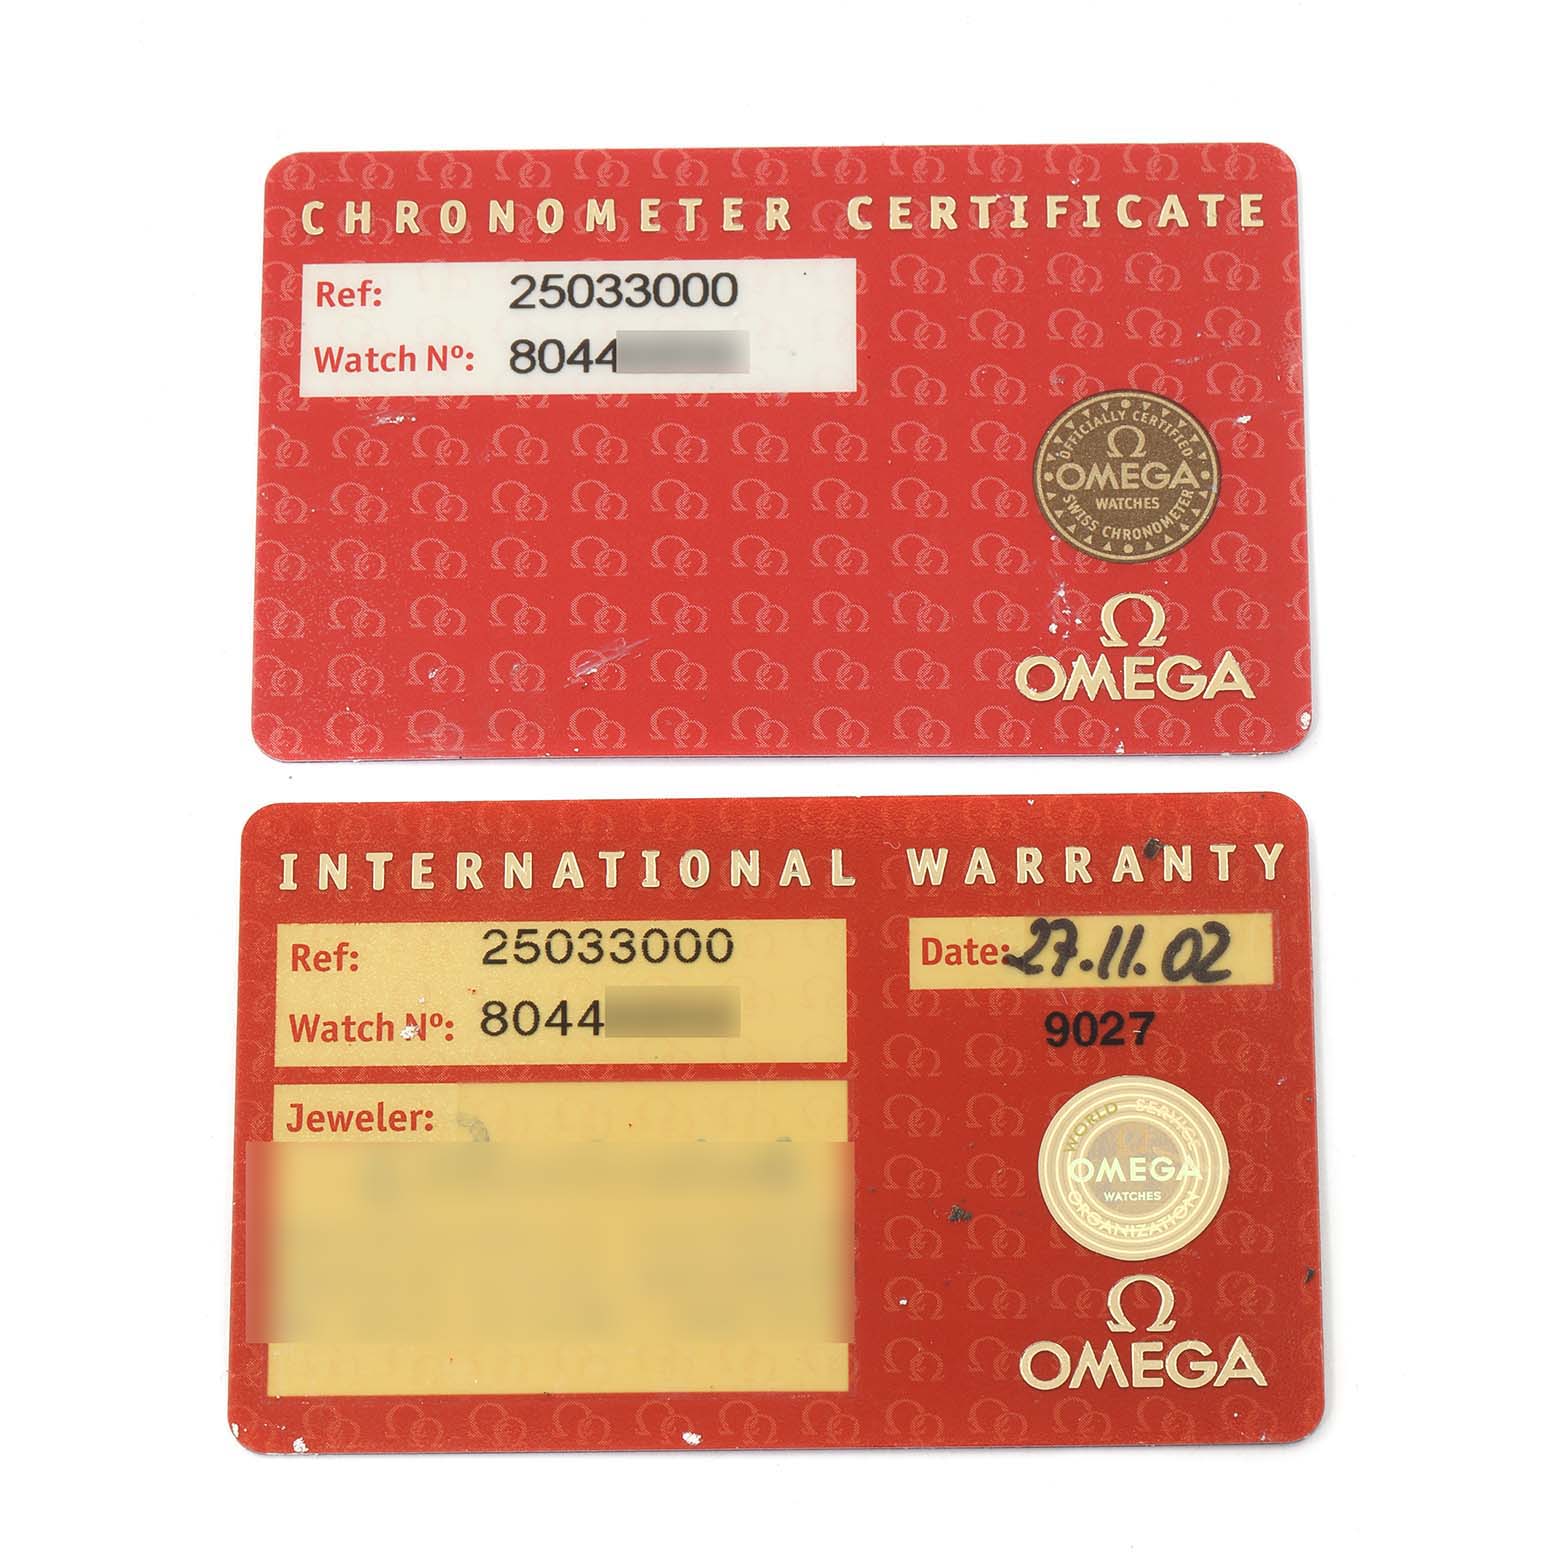 CHRONOMETER CERTIFICATE
Ref: 25033000
Watch Nº: 8044
OFFICIALLY CERTIFIED
Ω
OMEGA
WATCHES
SWISS CHRONOMETER
Ω
OMEGA
INTERNATIONAL WARRANTY
Ref: 25033000
Watch Nº: 8044
Date: 27.11.02
9027
Jeweler:
WORLD SERVICE
OMEGA
WATCHES
ORGANIZATION
Ω
OMEGA